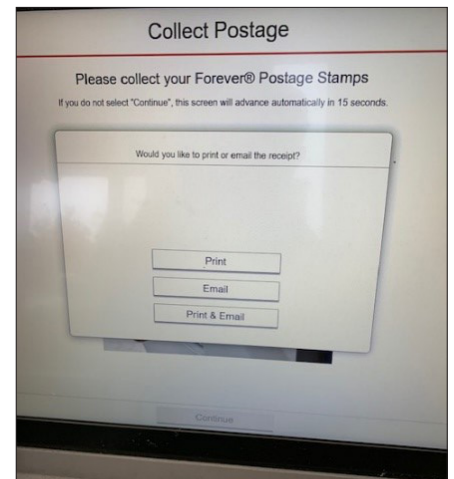 Collect Postage
Please collect your Forever® Postage Stamps
If you do not select "Continue", this screen will advance automatically in 15 seconds.
Would you like to print or email the receipt?
Print
Email
Print & Email
Continue